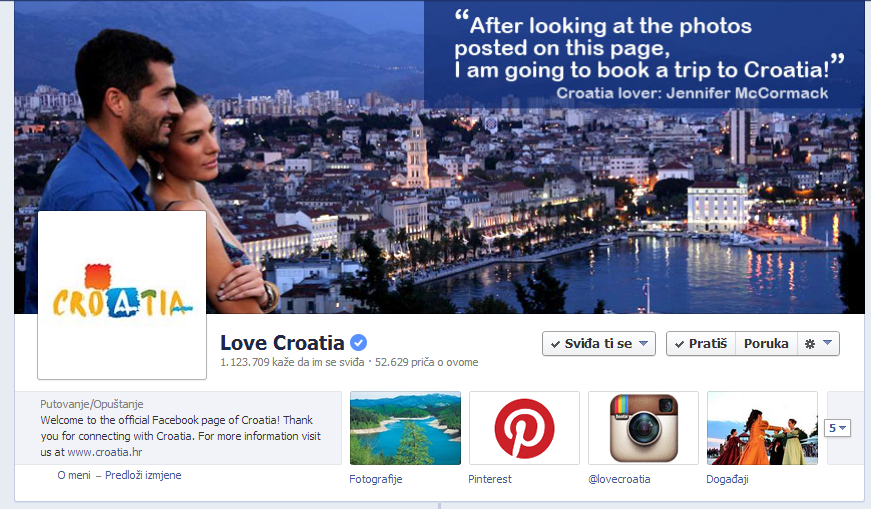 “After looking at the photos
posted on this page,
I am going to book a trip to Croatia!”
Croatia lover: Jennifer McCormack
CROATIA
Love Croatia
1.123.709 kaže da im se sviđa · 52.629 priča o ovome
Sviđa ti se
Pratiš
Poruka
Putovanje/Opuštanje
Welcome to the official Facebook page of Croatia! Thank
you for connecting with Croatia. For more information visit
us at www.croatia.hr
O meni – Predloži izmjene
Fotografije
Pinterest
@lovecroatia
Događaji
5